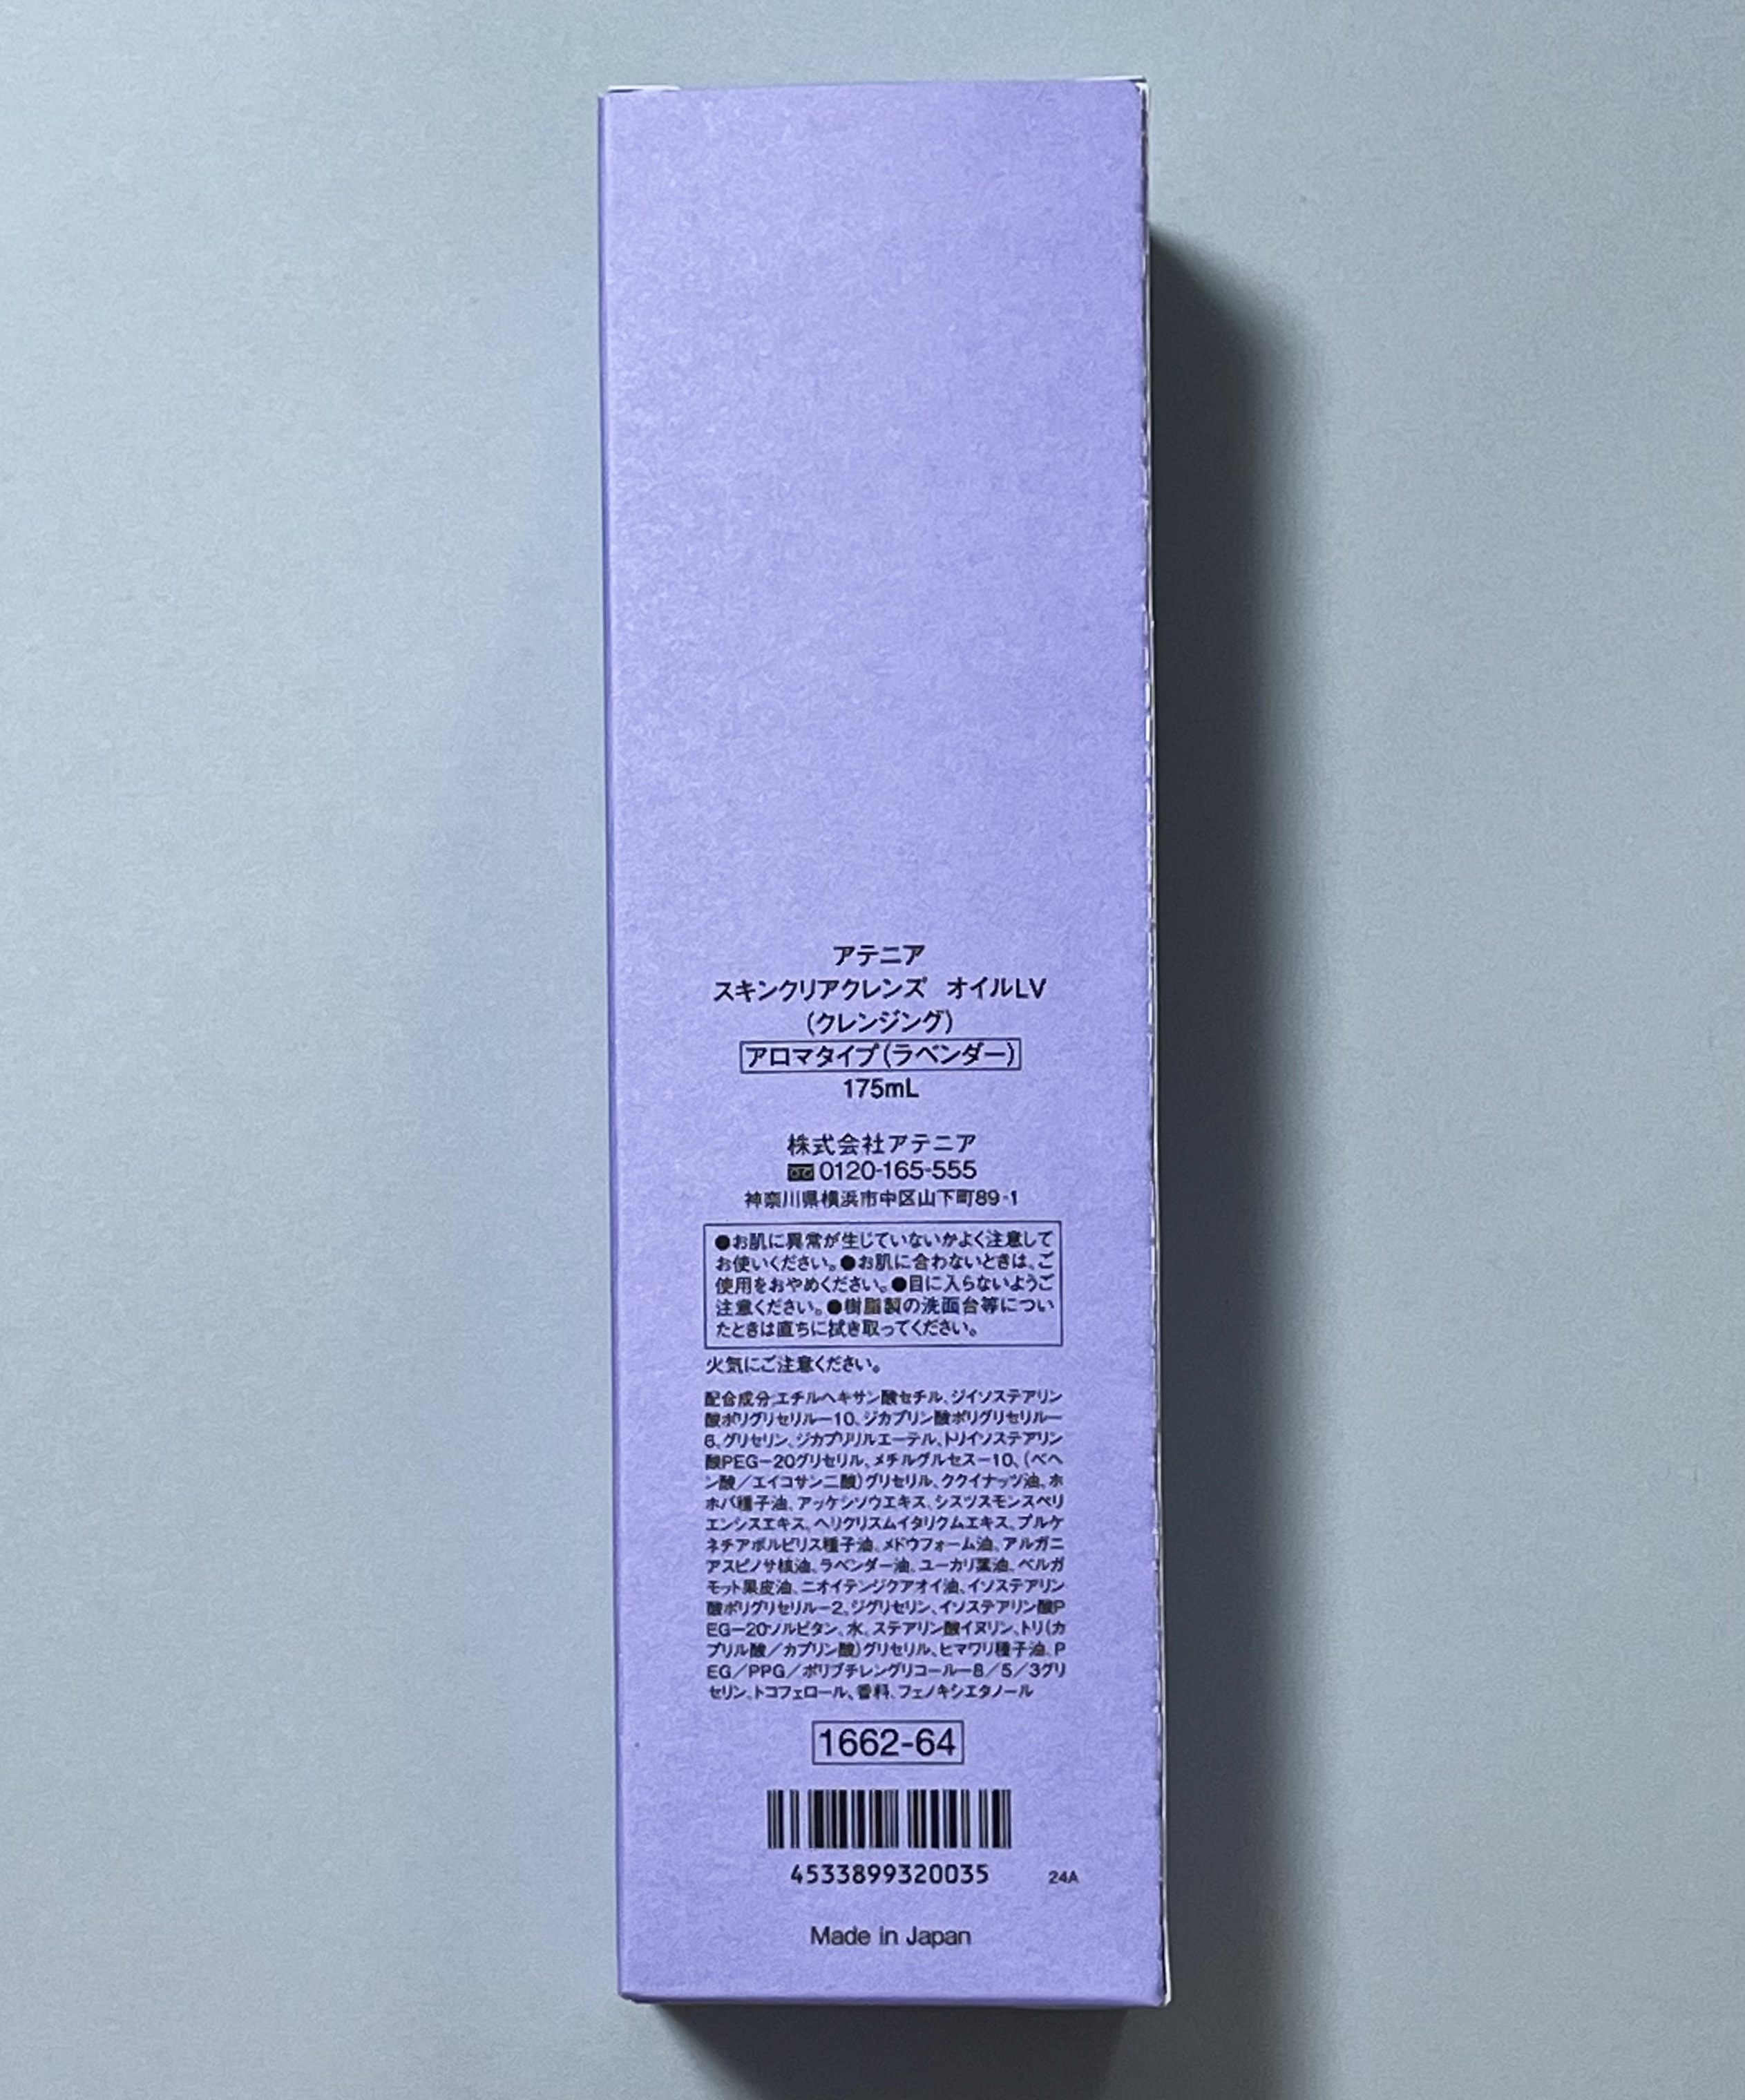 アテニア
スキンクリアクレンズ オイルLV
(クレンジング)
アロマタイプ(ラベンダー)
175mL
株式会社アテニア
0120-165-555
神奈川県横浜市中区山下町89-1
●お肌に異常が生じていないかよく注意して
お使いください。●お肌に合わないときは、ご
使用をおやめください。●目に入らないようご
注意ください。●樹脂製の洗面台等につい
たときは直ちに拭き取ってください。
火気にご注意ください。
配合成分:エチルヘキサン酸セチル、ジイソステアリン
酸ポリグリセリル－10、ジカプリン酸ポリグリセリル－
6、グリセリン、ジカプリリルエーテル、トリイソステアリン
酸PEG－20グリセリル、メチルグルセス－10、(ベヘ
ン酸／エイコサン二酸)グリセリル、ククイナッツ油、ホ
ホバ種子油、アッケシソウエキス、シスツスモンスペリ
エンシスエキス、ヘリクリスムイタリクムエキス、プルケ
ネチアボルビリス種子油、メドウフォーム油、アルガニ
アスピノサ核油、ラベンダー油、ユーカリ葉油、ベルガ
モット果皮油、ニオイテンジクアオイ油、イソステアリン
酸ポリグリセリル－2、ジグリセリン、イソステアリン酸P
EG－20ソルビタン、水、ステアリン酸イヌリン、トリ(カ
プリル酸／カプリン酸)グリセリル、ヒマワリ種子油、P
EG／PPG／ポリブチレングリコール－8／5／3グリ
セリン、トコフェロール、香料、フェノキシエタノール
1662-64
4533899320035
24A
Made in Japan